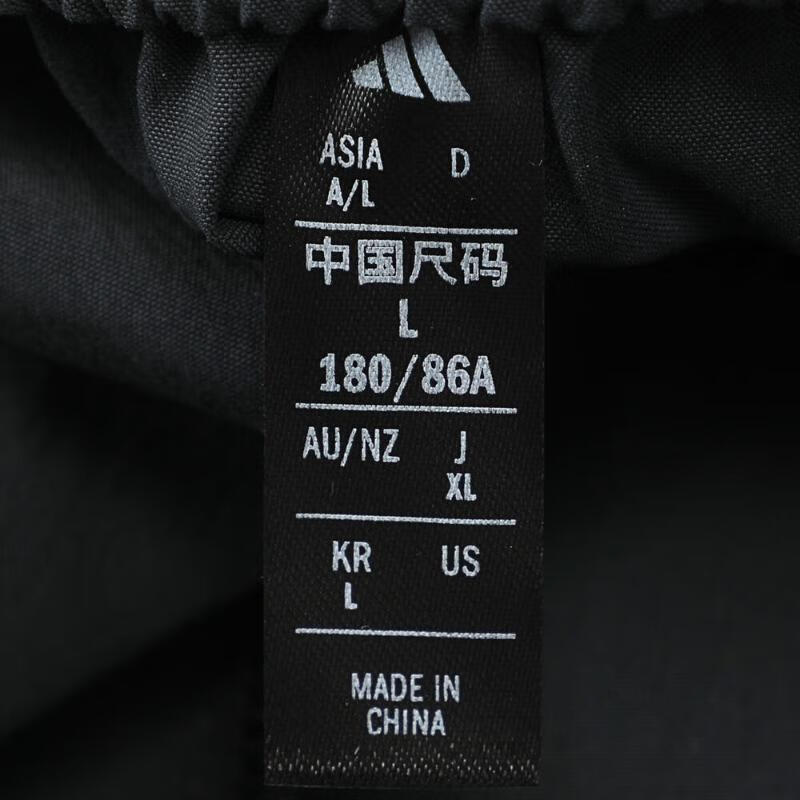 ASIA D
A/L
中国尺码
L
180/86A
AU/NZ J
XL
KR US
L
MADE IN
CHINA